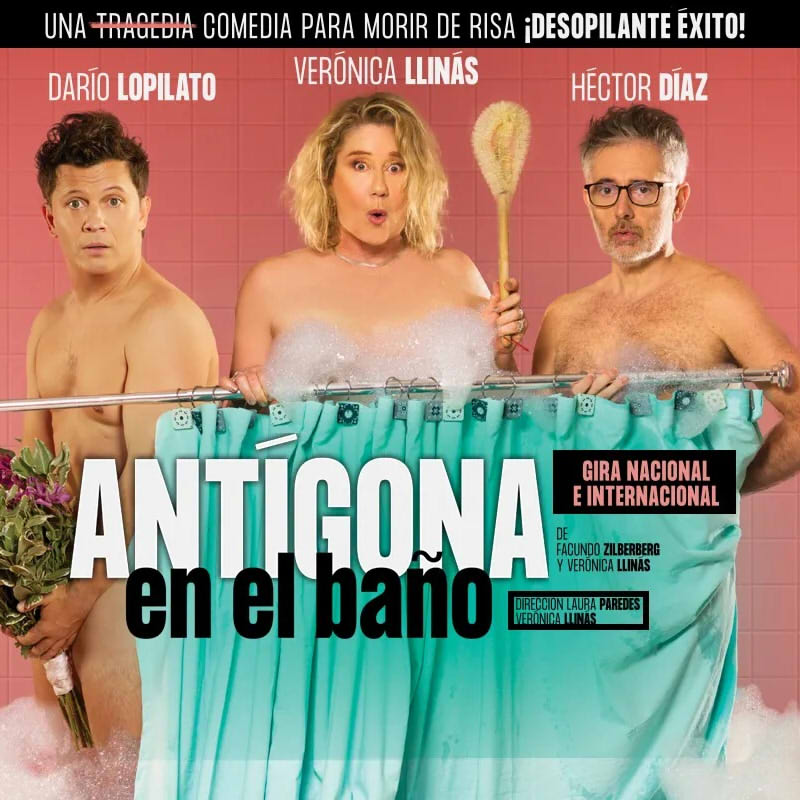 UNA TRAGEDIA COMEDIA PARA MORIR DE RISA ¡DESOPILANTE ÉXITO!
DARÍO LOPILATO
VERÓNICA LLINÁS
HÉCTOR DÍAZ
ANTÍGONA
en el baño
GIRA NACIONAL
E INTERNACIONAL
DE
FACUNDO ZILBERBERG
Y VERÓNICA LLINÁS
DIRECCION LAURA PAREDES
VERÓNICA LLINÁS